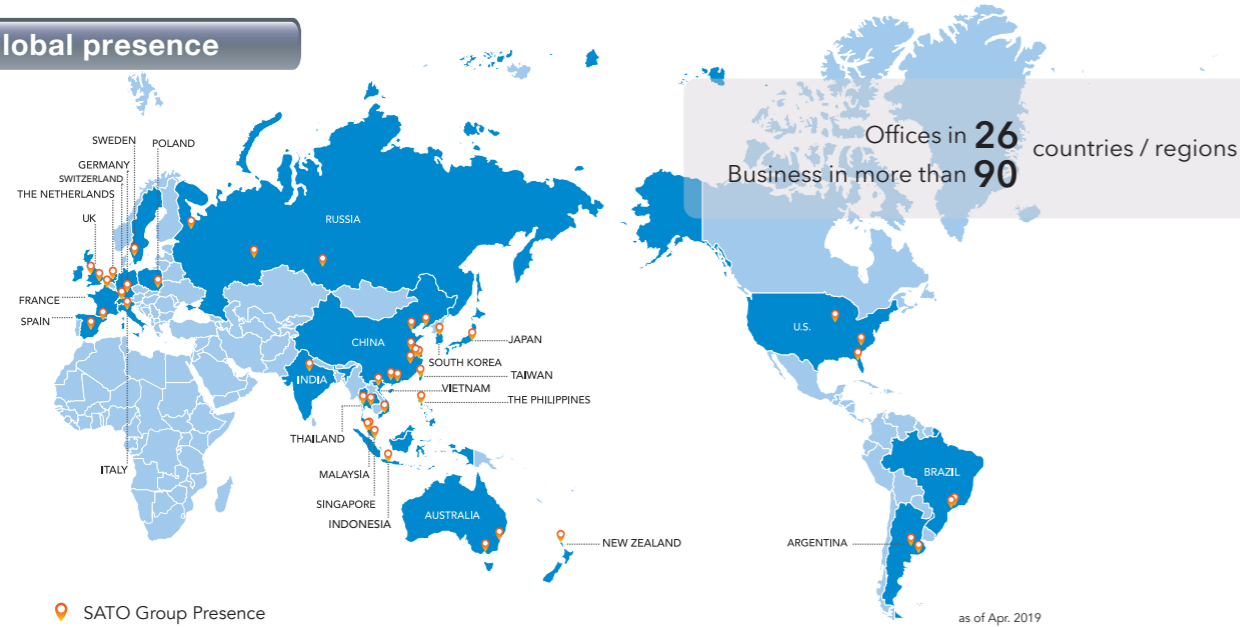 lobal presence
Offices in 26
Business in more than 90
countries / regions
SWEDEN
POLAND
GERMANY
SWITZERLAND
THE NETHERLANDS
UK
RUSSIA
FRANCE
SPAIN
CHINA
JAPAN
SOUTH KOREA
INDIA
TAIWAN
VIETNAM
THE PHILIPPINES
THAILAND
ITALY
MALAYSIA
SINGAPORE
INDONESIA
AUSTRALIA
NEW ZEALAND
U.S.
BRAZIL
ARGENTINA
SATO Group Presence
as of Apr. 2019